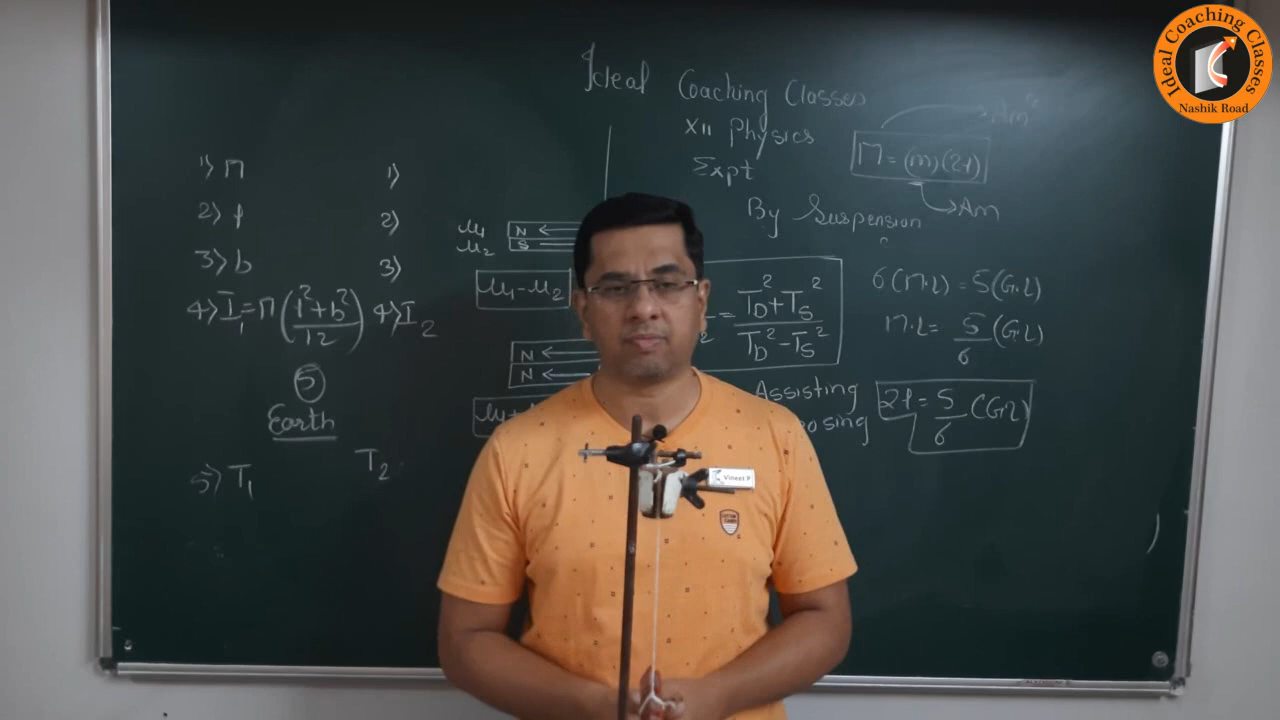 Ideal Coaching Classes
Nashik Road
Ideal Coaching Classes
XII Physics
Expt
By Suspension
M = (m)(2l)
Am²
Am
1) M
2) l
3) b
4) I₁ = M(l² + b²/12)
5
Earth
5) T₁
T₂
1)
2)
3)
4) I₂
μ₁
μ₂
N
S
μ₁ - μ₂
N
N
= T_D² + T_S² / T_D² - T_S²
Assisting
6(M.L) = 5(G.L)
M.L = 5/6 (G.L)
2l = 5/6 (G.L)
Vineet P